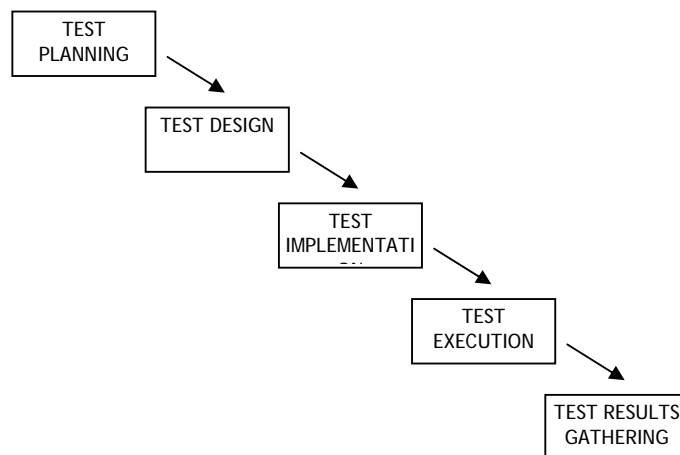 TEST
PLANNING
TEST DESIGN
TEST
IMPLEMENTATI
TEST
EXECUTION
TEST RESULTS
GATHERING